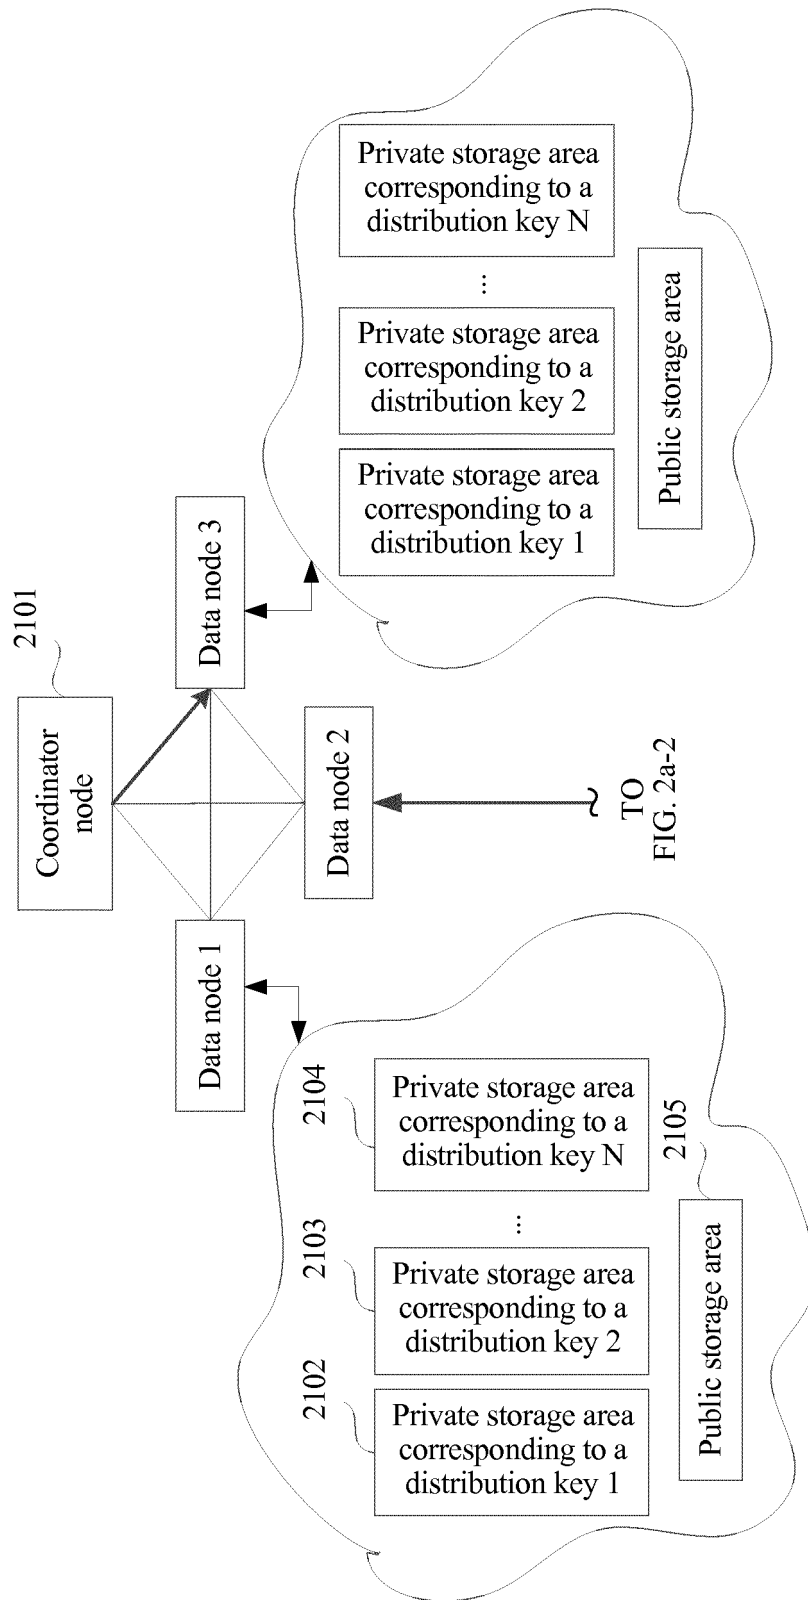 2101
Coordinator
node
Data node 1
Data node 3
Data node 2
TO
FIG. 2a-2
2102
2103
2104
Private storage area
corresponding to a
distribution key 1
Private storage area
corresponding to a
distribution key 2
...
Private storage area
corresponding to a
distribution key N
2105
Public storage area
Private storage area
corresponding to a
distribution key 1
Private storage area
corresponding to a
distribution key 2
...
Private storage area
corresponding to a
distribution key N
Public storage area